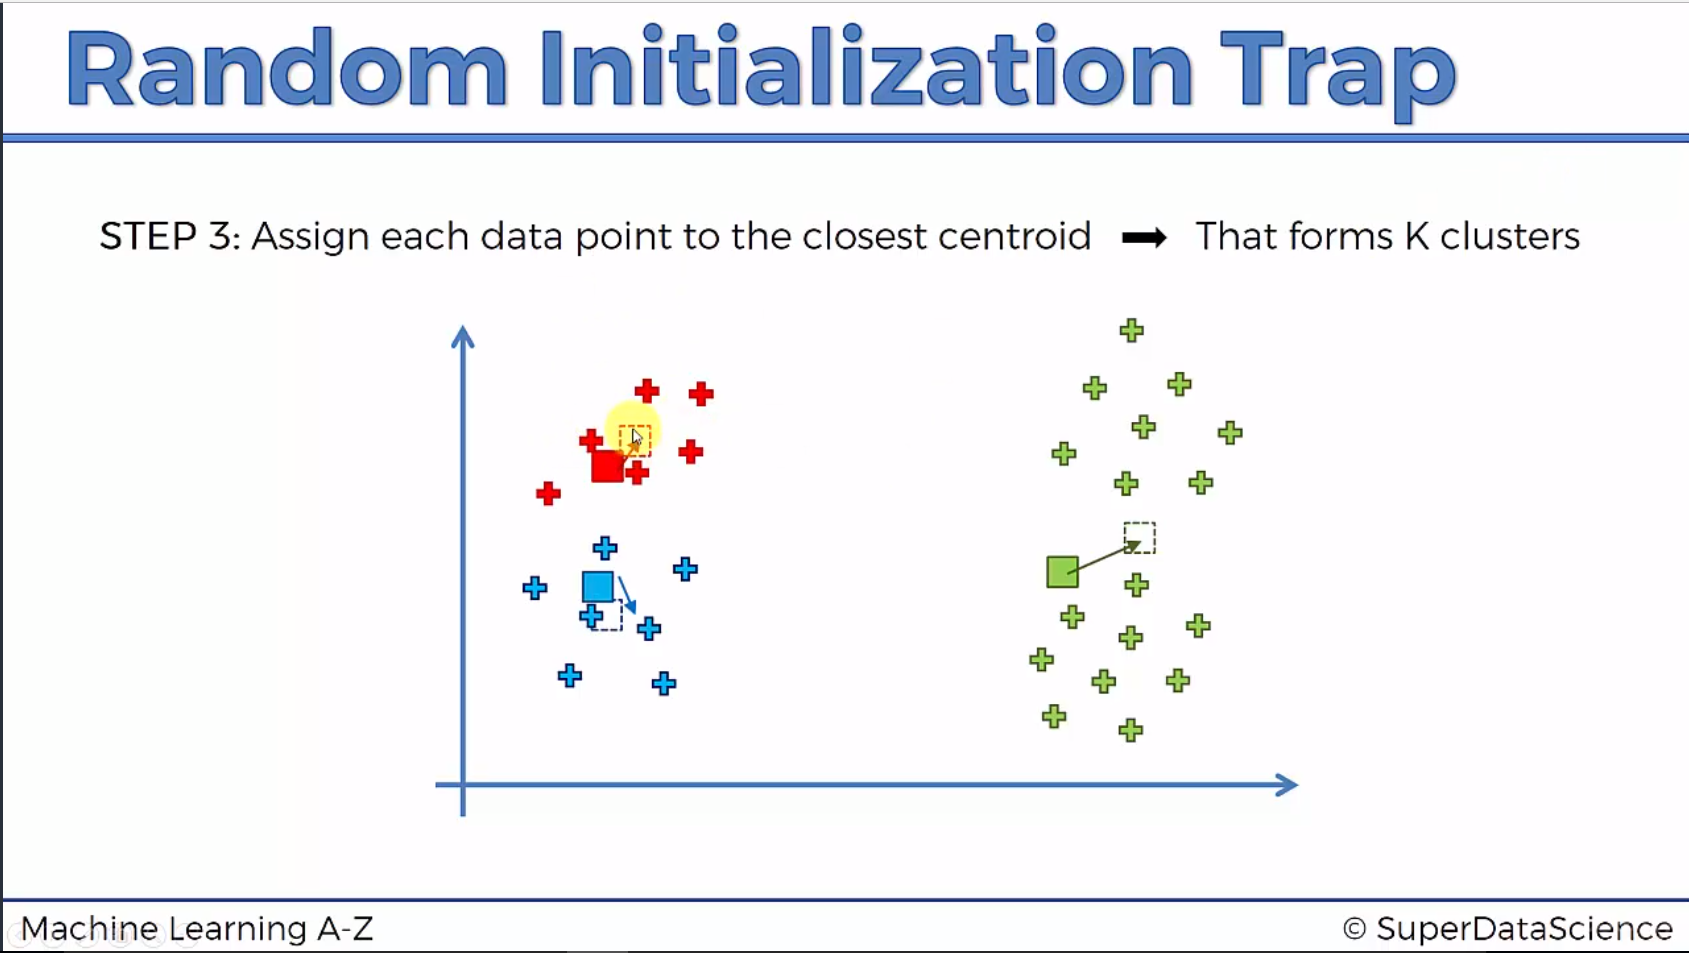 Random Initialization Trap
STEP 3: Assign each data point to the closest centroid ➡ That forms K clusters
Machine Learning A-Z
© SuperDataScience